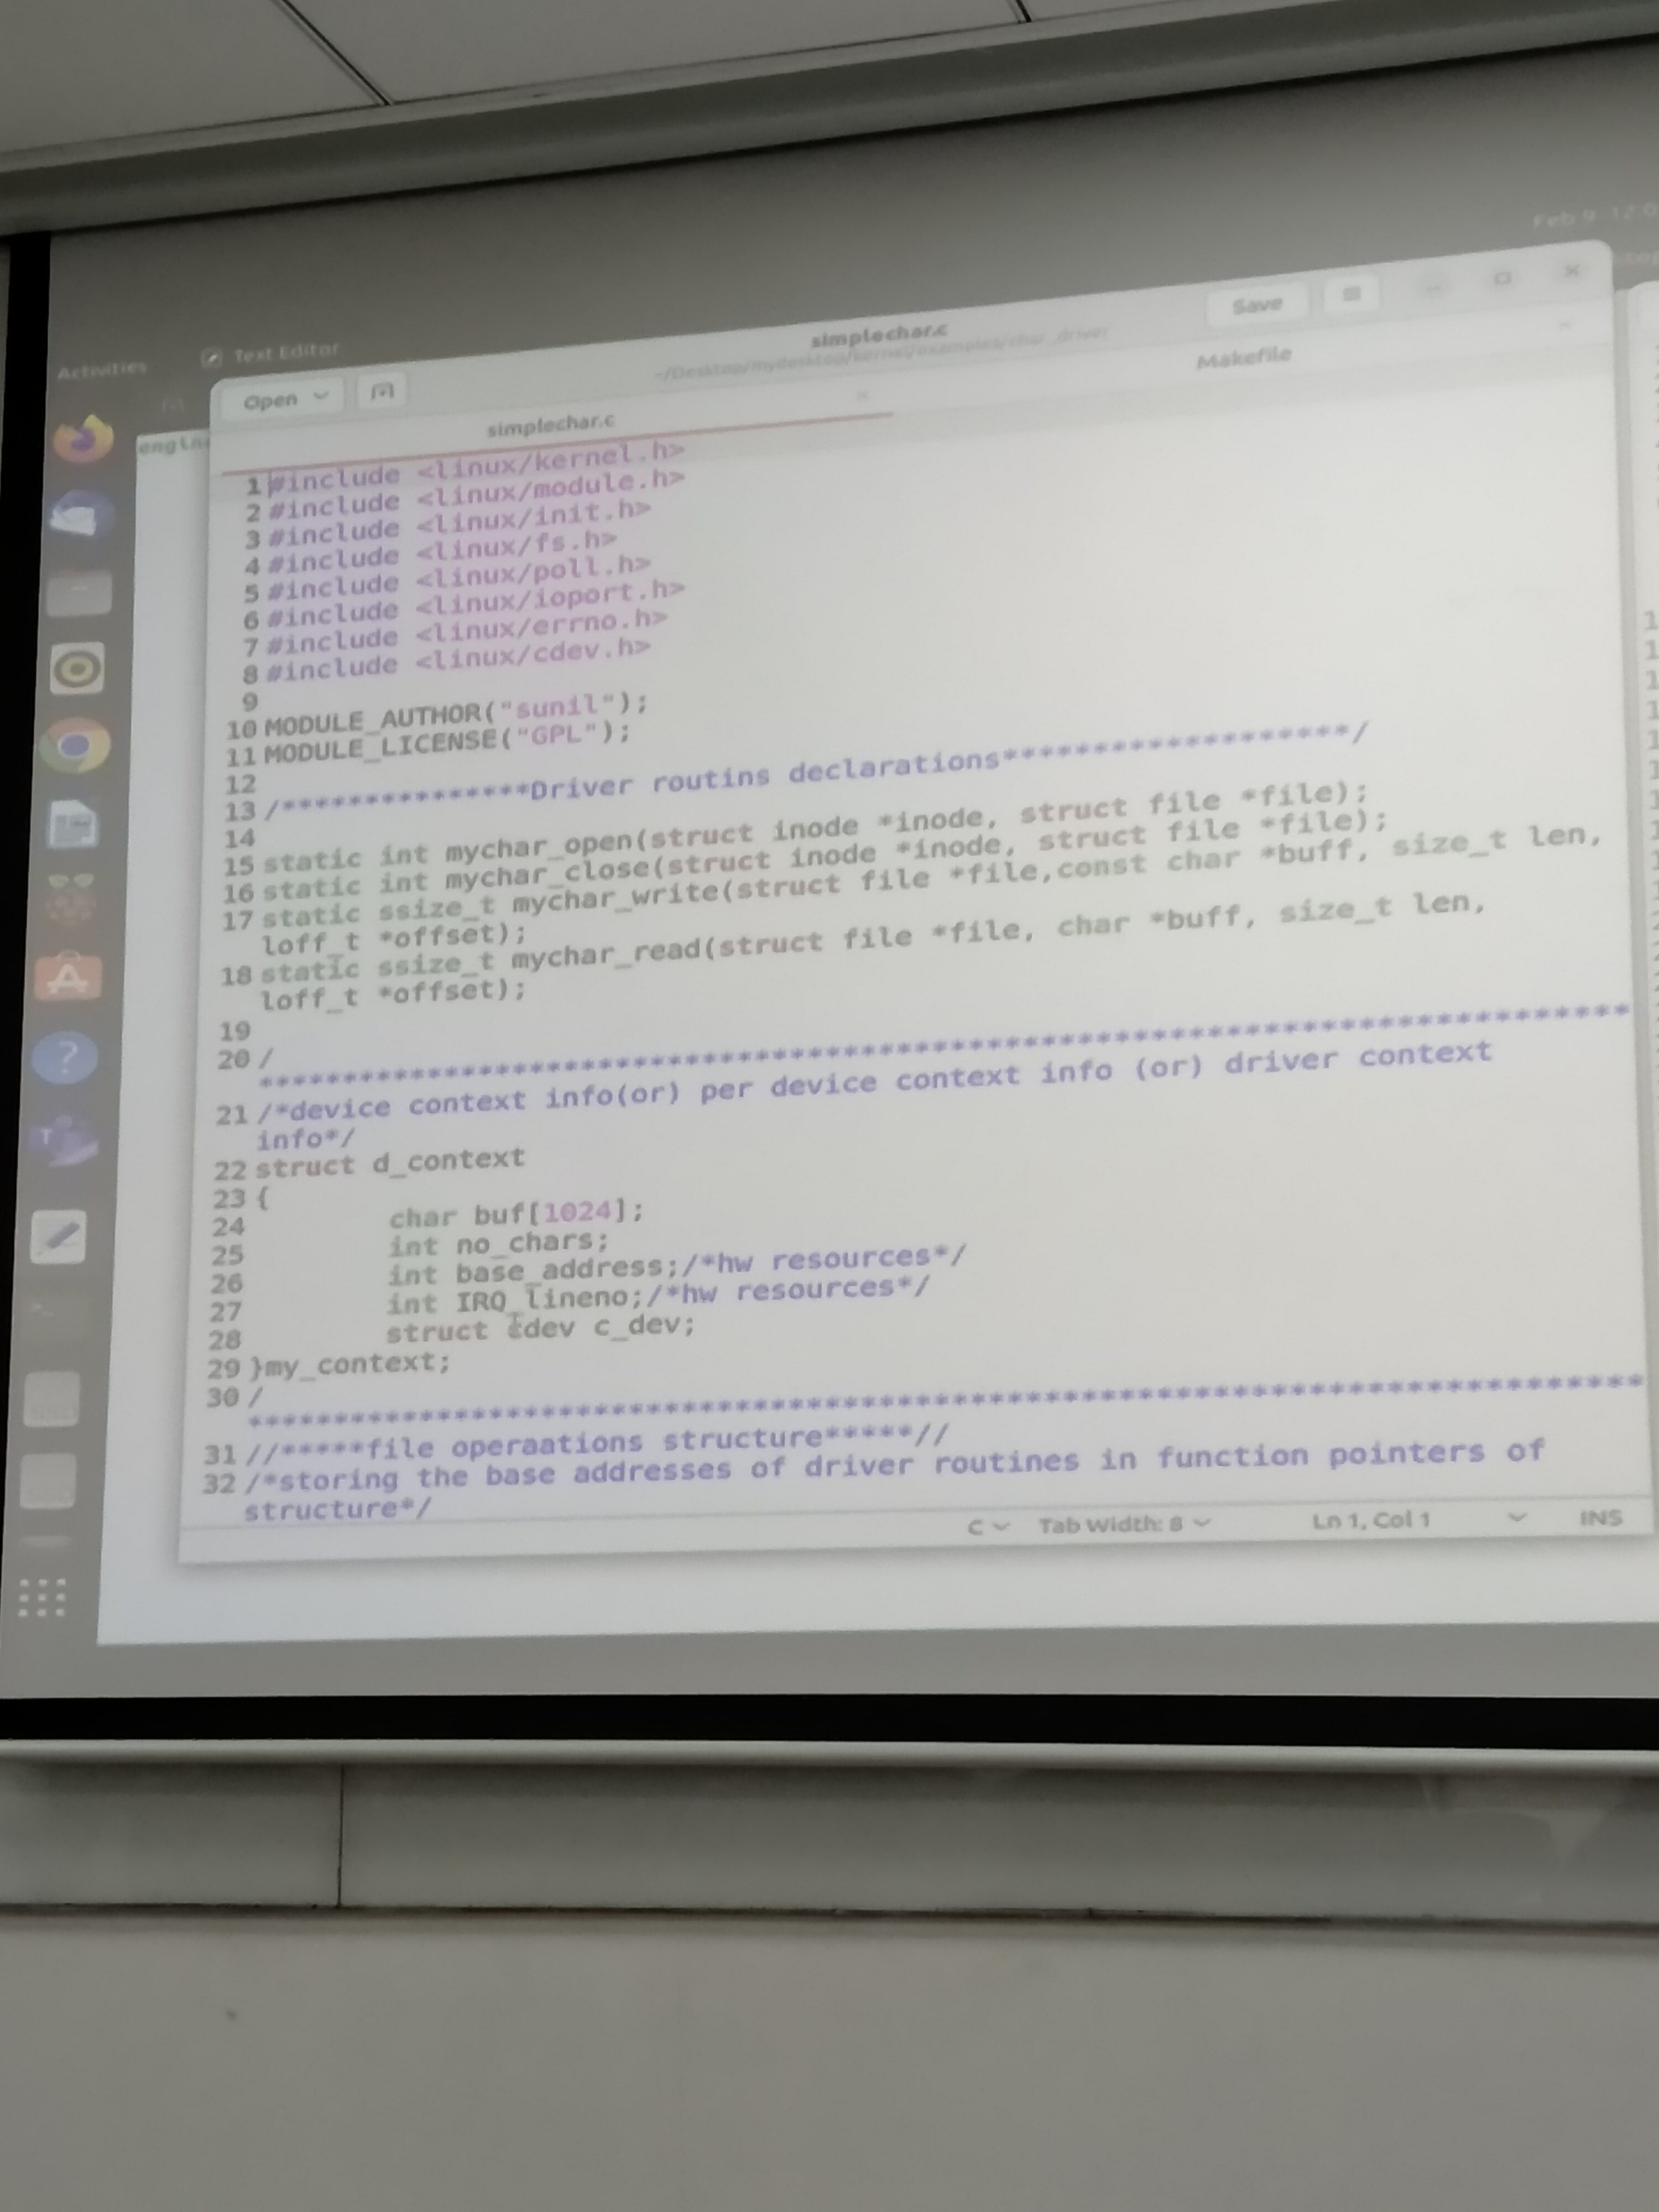 Feb 9 12:0
Activities
Text Editor
Open
simplechar.c
~/Desktop/mydesktop/kernel/examples/char_driver
Save
simplechar.c
Makefile
1 #include <linux/kernel.h>
2 #include <linux/module.h>
3 #include <linux/init.h>
4 #include <linux/fs.h>
5 #include <linux/poll.h>
6 #include <linux/ioport.h>
7 #include <linux/errno.h>
8 #include <linux/cdev.h>
9
10 MODULE_AUTHOR("sunil");
11 MODULE_LICENSE("GPL");
12
13 /***************Driver routins declarations*********************/
14
15 static int mychar_open(struct inode *inode, struct file *file);
16 static int mychar_close(struct inode *inode, struct file *file);
17 static ssize_t mychar_write(struct file *file,const char *buff, size_t len,
loff_t *offset);
18 static ssize_t mychar_read(struct file *file, char *buff, size_t len,
loff_t *offset);
19
20 /
*******************************************************************************
21 /*device context info(or) per device context info (or) driver context
info*/
22 struct d_context
23 {
24 char buf[1024];
25 int no_chars;
26 int base_address;/*hw resources*/
27 int IRQ_lineno;/*hw resources*/
28 struct cdev c_dev;
29 }my_context;
30 /
*******************************************************************************
31 //*****file operaations structure*****//
32 /*storing the base addresses of driver routines in function pointers of
structure*/
C
Tab Width: 8
Ln 1, Col 1
INS